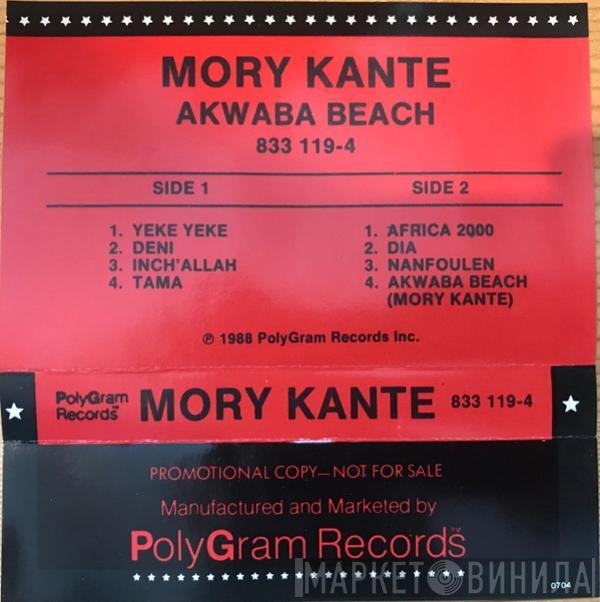 MORY KANTE
AKWABA BEACH
833 119-4
SIDE 1
1. YEKE YEKE
2. DENI
3. INCH'ALLAH
4. TAMA
SIDE 2
1. AFRICA 2000
2. DIA
3. NANFOULEN
4. AKWABA BEACH
(MORY KANTE)
℗ 1988 PolyGram Records Inc.
PolyGram
Records™
MORY KANTE 833 119-4
PROMOTIONAL COPY—NOT FOR SALE
Manufactured and Marketed by
PolyGram Records™
0704
МАРКЕТ ВИНИЛА